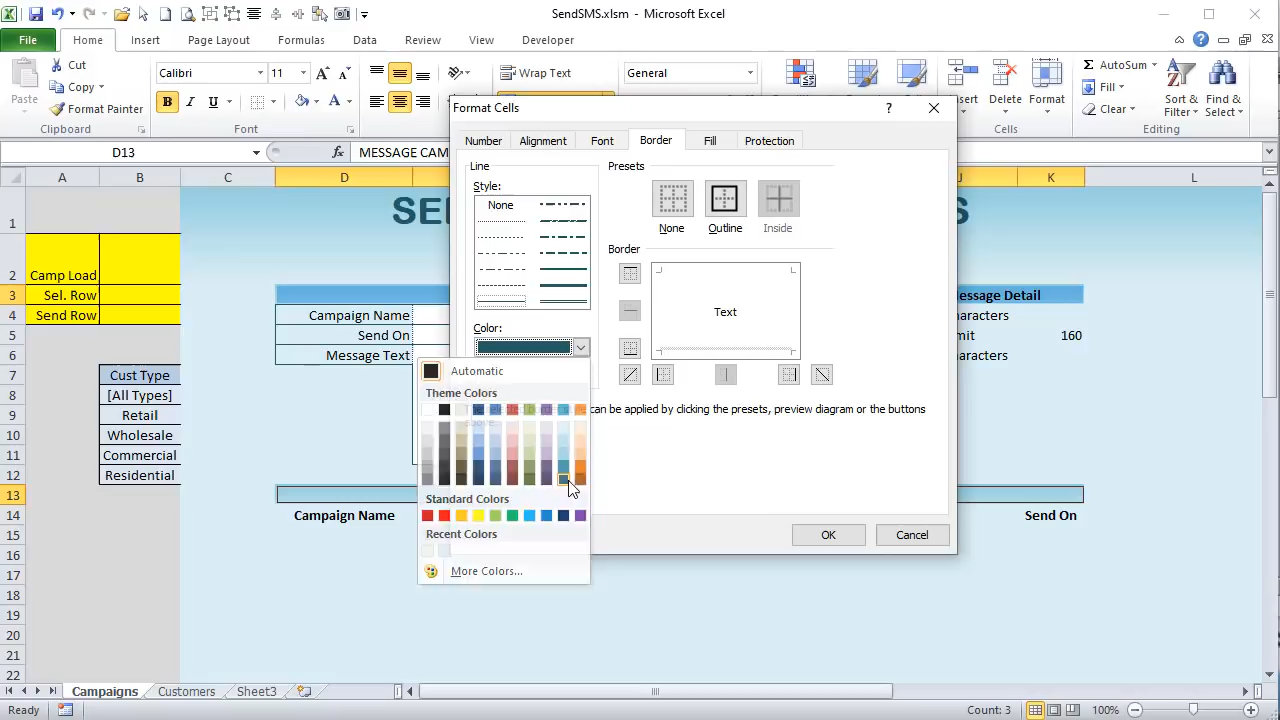 SendSMS.xlsm - Microsoft Excel
File Home Insert Page Layout Formulas Data Review View Developer
Paste
Cut
Copy
Format Painter
Clipboard
Calibri 11
B I U
Font
Wrap Text
General
Delete Format
Cells
AutoSum
Fill
Clear
Sort & Filter
Find & Select
Editing
D13 fx MESSAGE CAM
A B C D K L
1
2 Camp Load
3 Sel. Row
4 Send Row
5
6
7 Cust Type
8 [All Types]
9 Retail
10 Wholesale
11 Commercial
12 Residential
13
14
15
16
17
18
19
20
21
22
Campaign Name
Send On
Message Text
Campaign Name
Send On
160
Format Cells
Number Alignment Font Border Fill Protection
Line
Style:
None
Color:
Presets
None Outline Inside
Border
Text
can be applied by clicking the presets, preview diagram or the buttons
above.
Automatic
Theme Colors
Standard Colors
Recent Colors
More Colors...
OK Cancel
Campaigns Customers Sheet3
Ready Count: 3 100%